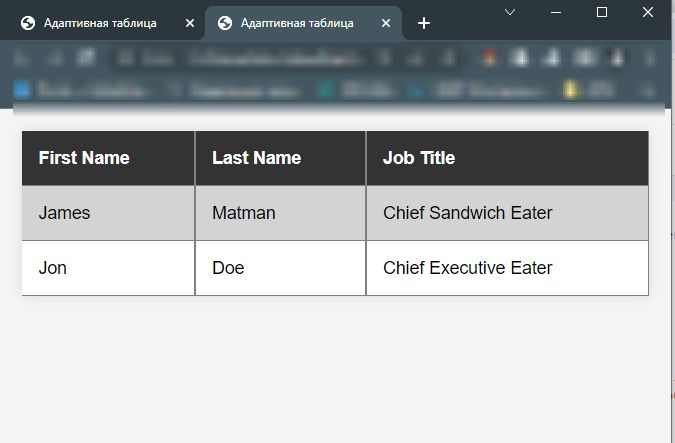 Адаптивная таблица
Адаптивная таблица
First Name Last Name Job Title
James Matman Chief Sandwich Eater
Jon Doe Chief Executive Eater